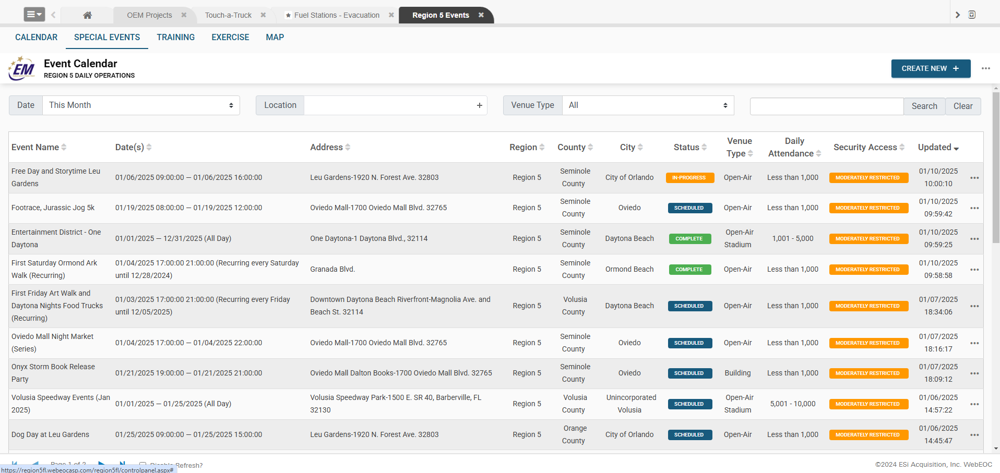 OEM Projects
Touch-a-Truck
Fuel Stations - Evacuation
Region 5 Events
CALENDAR SPECIAL EVENTS TRAINING EXERCISE MAP
EM
Event Calendar
REGION 5 DAILY OPERATIONS
CREATE NEW +
Date This Month
Location +
Venue Type All
Search Clear
Event Name Date(s) Address Region County City Status Venue Type Daily Attendance Security Access Updated
Free Day and Storytime Leu Gardens
01/06/2025 09:00:00 — 01/06/2025 16:00:00
Leu Gardens-1920 N. Forest Ave. 32803
Region 5
Seminole County
City of Orlando
IN-PROGRESS
Open-Air
Less than 1,000
MODERATELY RESTRICTED
01/10/2025 10:00:10
Footrace, Jurassic Jog 5k
01/19/2025 08:00:00 — 01/19/2025 12:00:00
Oviedo Mall-1700 Oviedo Mall Blvd. 32765
Region 5
Seminole County
Oviedo
SCHEDULED
Open-Air
Less than 1,000
MODERATELY RESTRICTED
01/10/2025 09:59:42
Entertainment District - One Daytona
01/01/2025 — 12/31/2025 (All Day)
One Daytona-1 Daytona Blvd., 32114
Region 5
Seminole County
Daytona Beach
COMPLETE
Open-Air Stadium
1,001 - 5,000
MODERATELY RESTRICTED
01/10/2025 09:59:25
First Saturday Ormond Ark Walk (Recurring)
01/04/2025 17:00:00 21:00:00 (Recurring every Saturday until 12/28/2024)
Granada Blvd.
Region 5
Seminole County
Ormond Beach
COMPLETE
Open-Air
Less than 1,000
MODERATELY RESTRICTED
01/10/2025 09:58:58
First Friday Art Walk and Daytona Nights Food Trucks (Recurring)
01/03/2025 17:00:00 21:00:00 (Recurring every Friday until 12/05/2025)
Downtown Daytona Beach Riverfront-Magnolia Ave. and Beach St. 32114
Region 5
Volusia County
Daytona Beach
SCHEDULED
Open-Air
Less than 1,000
MODERATELY RESTRICTED
01/07/2025 18:34:06
Oviedo Mall Night Market (Series)
01/04/2025 17:00:00 — 01/04/2025 22:00:00
Oviedo Mall-1700 Oviedo Mall Blvd. 32765
Region 5
Seminole County
Oviedo
SCHEDULED
Open-Air
Less than 1,000
MODERATELY RESTRICTED
01/07/2025 18:16:17
Onyx Storm Book Release Party
01/21/2025 19:00:00 — 01/21/2025 21:00:00
Oviedo Mall Dalton Books-1700 Oviedo Mall Blvd. 32765
Region 5
Seminole County
Oviedo
SCHEDULED
Building
Less than 1,000
MODERATELY RESTRICTED
01/07/2025 18:09:12
Volusia Speedway Events (Jan 2025)
01/01/2025 — 01/25/2025 (All Day)
Volusia Speedway Park-1500 E. SR 40, Barberville, FL 32130
Region 5
Volusia County
Unincorporated Volusia
SCHEDULED
Open-Air Stadium
5,001 - 10,000
MODERATELY RESTRICTED
01/06/2025 14:57:22
Dog Day at Leu Gardens
01/25/2025 09:00:00 — 01/25/2025 15:00:00
Leu Gardens-1920 N. Forest Ave. 32803
Region 5
Orange County
City of Orlando
SCHEDULED
Open-Air
Less than 1,000
MODERATELY RESTRICTED
01/06/2025 14:45:47
Page 1 of 2
Disable Refresh?
©2024 ESi Acquisition, Inc. WebEOC
https://region5fl.webeocasp.com/region5fl/controlpanel.aspx#